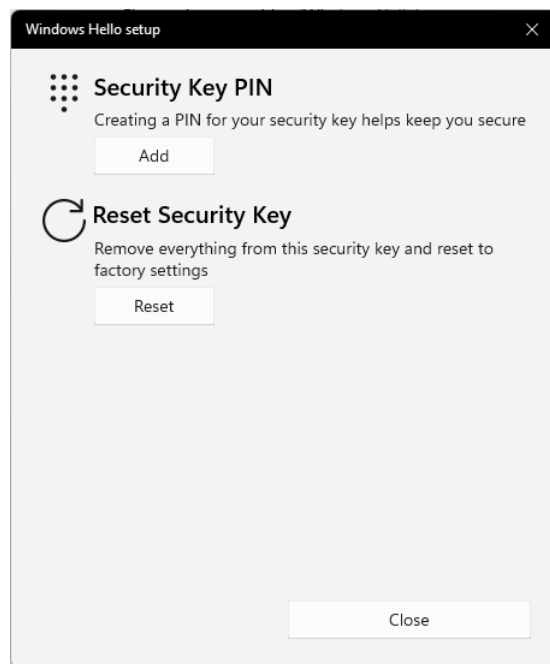 Windows Hello setup
Security Key PIN
Creating a PIN for your security key helps keep you secure
Add
Reset Security Key
Remove everything from this security key and reset to
factory settings
Reset
Close